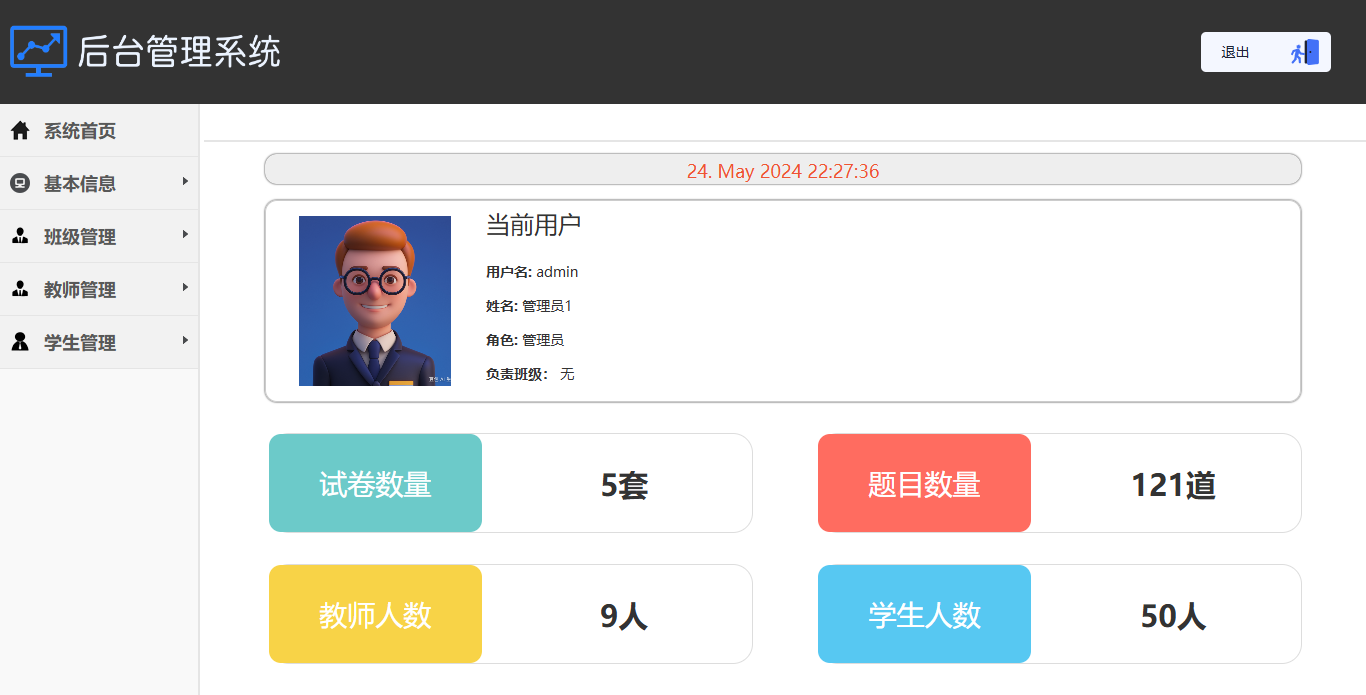 后台管理系统
退出
系统首页
基本信息
班级管理
教师管理
学生管理
24. May 2024 22:27:36
当前用户
用户名: admin
姓名: 管理员1
角色: 管理员
负责班级： 无
试卷数量 5套
题目数量 121道
教师人数 9人
学生人数 50人